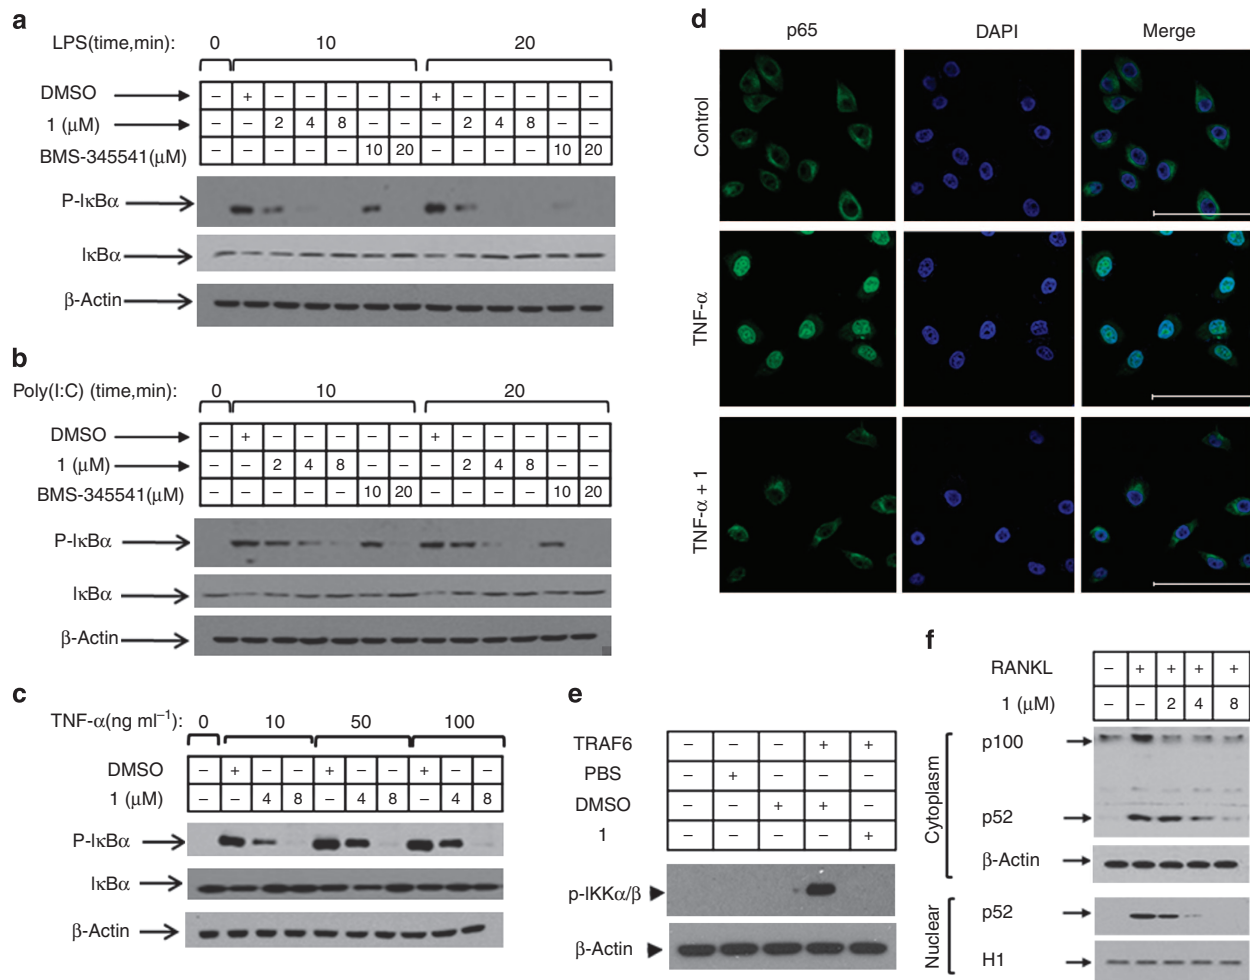 a
LPS(time,min): 0 10 20
DMSO – + – – – – – + – – – – –
1 (μM) – – 2 4 8 – – – 2 4 8 – –
BMS-345541(μM) – – – – – 10 20 – – – – 10 20
P-IκBα
IκBα
β-Actin
b
Poly(I:C) (time,min): 0 10 20
DMSO – + – – – – – + – – – – –
1 (μM) – – 2 4 8 – – – 2 4 8 – –
BMS-345541(μM) – – – – – 10 20 – – – – 10 20
P-IκBα
IκBα
β-Actin
c
TNF-α(ng ml⁻¹): 0 10 50 100
DMSO – + – – + – – + – –
1 (μM) – – 4 8 – 4 8 – 4 8
P-IκBα
IκBα
β-Actin
d
p65 DAPI Merge
Control
TNF-α
TNF-α + 1
e
TRAF6 – – – + +
PBS – + – – –
DMSO – – + + –
1 – – – – +
p-IKKα/β
β-Actin
f
RANKL – + + + +
1 (μM) – – 2 4 8
Cytoplasm
p100
p52
β-Actin
Nuclear
p52
H1